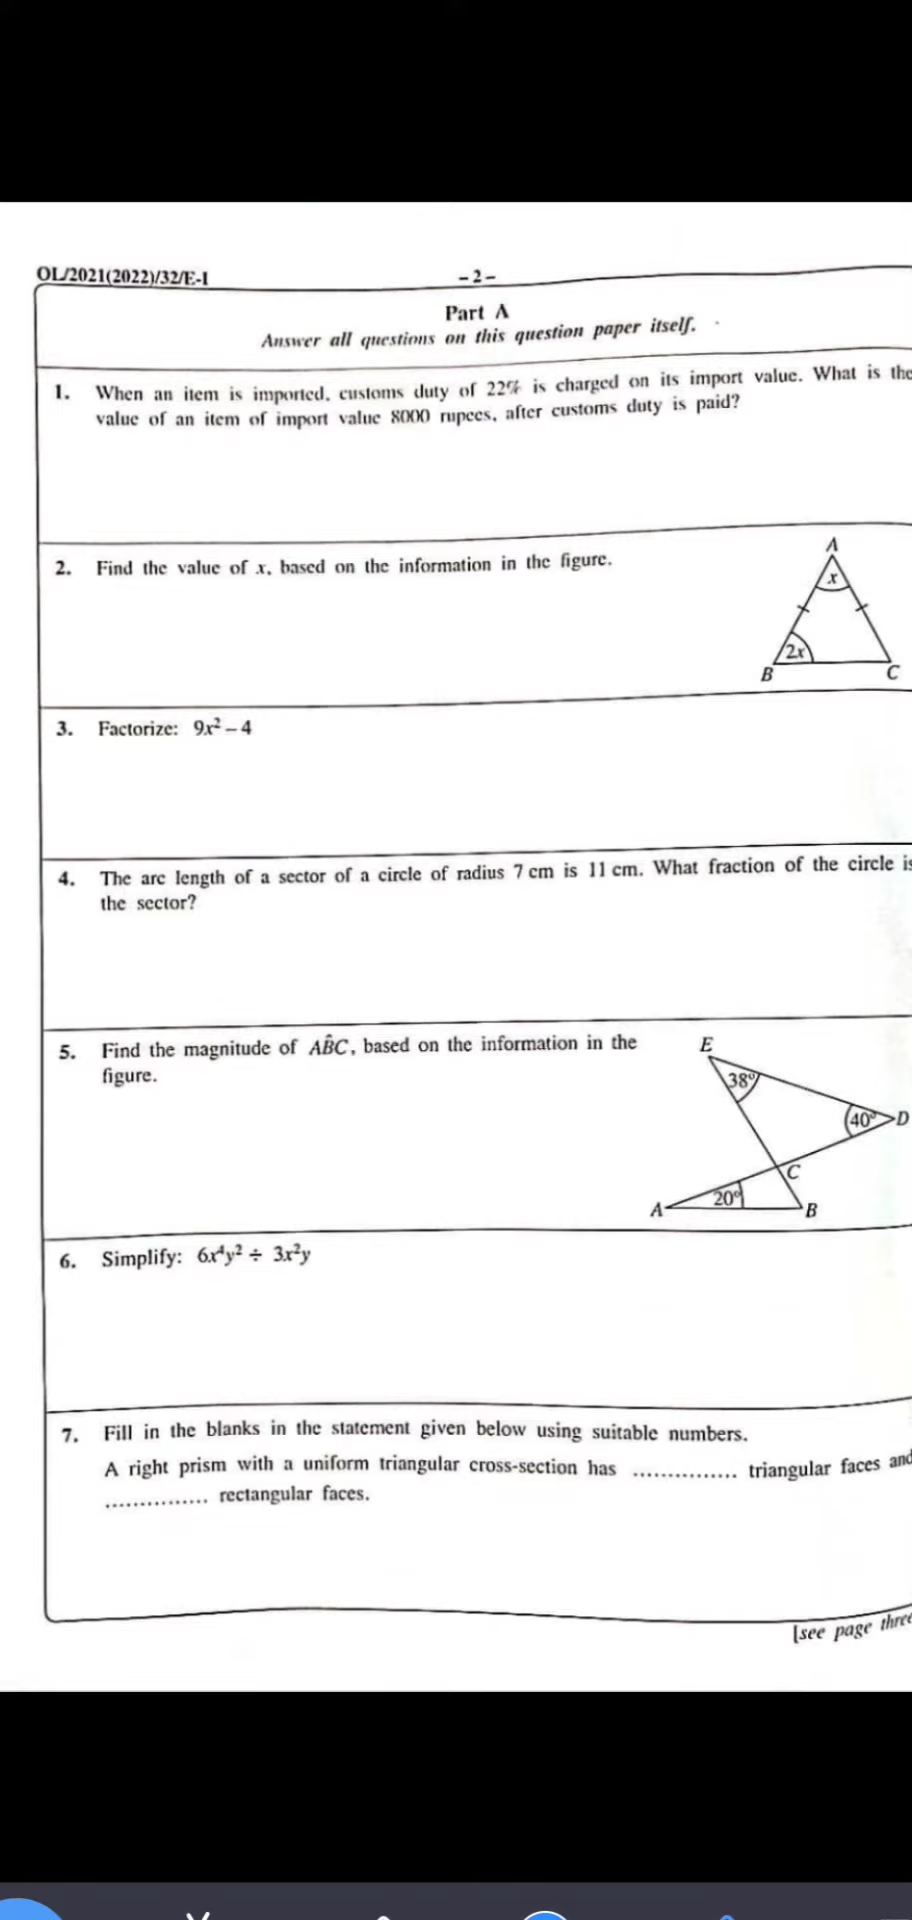 OL/2021(2022)/32/E-I
– 2 –
Part A
Answer all questions on this question paper itself.
1. When an item is imported, customs duty of 22% is charged on its import value. What is the
value of an item of import value 8000 rupees, after customs duty is paid?
2. Find the value of x, based on the information in the figure.
A
x
2x
B
C
3. Factorize: 9x² – 4
4. The arc length of a sector of a circle of radius 7 cm is 11 cm. What fraction of the circle is
the sector?
5. Find the magnitude of AB̂C, based on the information in the
figure.
E
38°
40°
D
C
20°
A
B
6. Simplify: 6x⁴y² ÷ 3x²y
7. Fill in the blanks in the statement given below using suitable numbers.
A right prism with a uniform triangular cross-section has ............... triangular faces and
............... rectangular faces.
[see page three